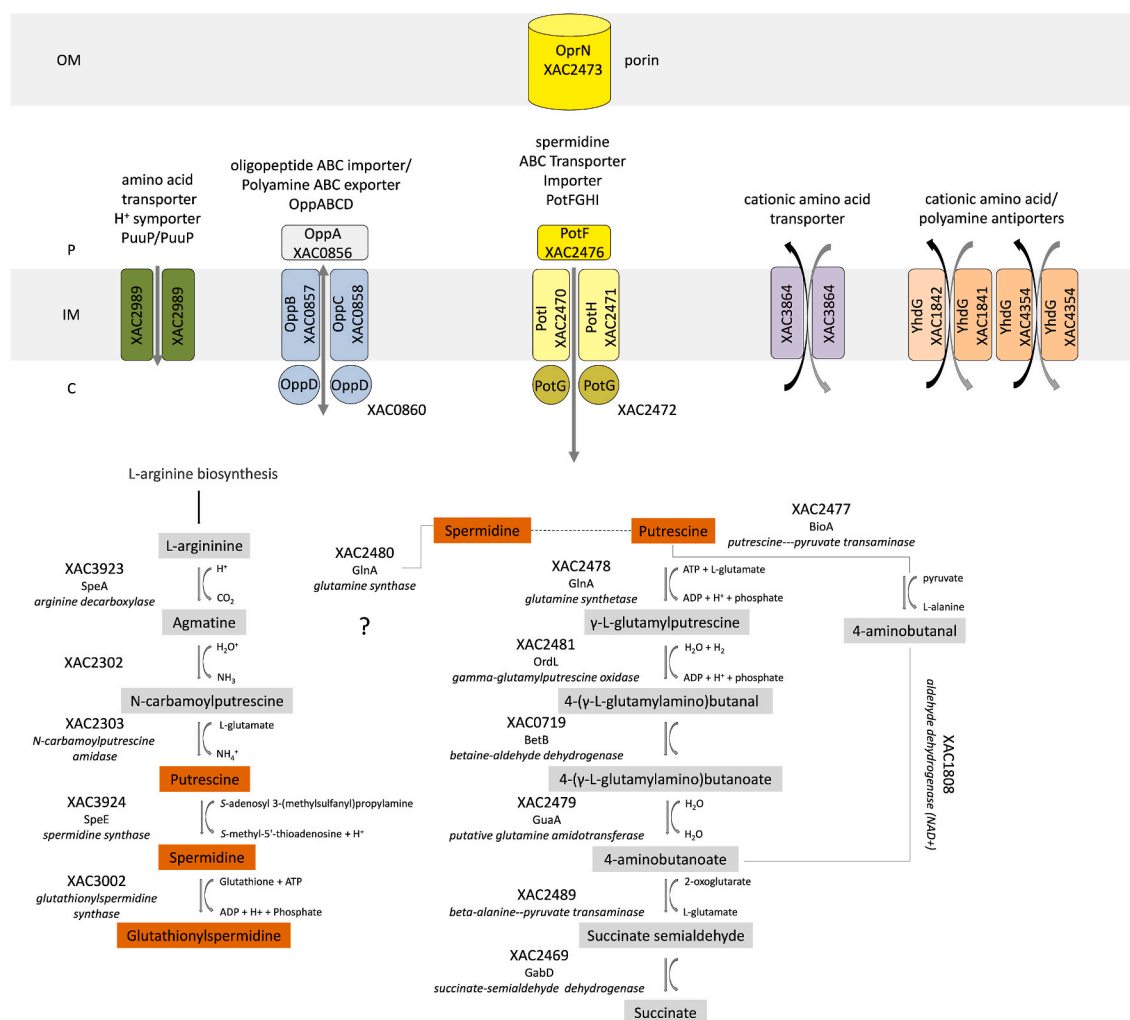 OM
OprN
XAC2473
porin
amino acid
transporter
H⁺ symporter
PuuP/PuuP
oligopeptide ABC importer/
Polyamine ABC exporter
OppABCD
spermidine
ABC Transporter
Importer
PotFGHI
cationic amino acid
transporter
cationic amino acid/
polyamine antiporters
P
OppA
XAC0856
PotF
XAC2476
IM
XAC2989
XAC2989
OppB
XAC0857
OppC
XAC0858
PotI
XAC2470
PotH
XAC2471
XAC3864
XAC3864
YhdG
XAC1842
YhdG
XAC1841
YhdG
XAC4354
YhdG
XAC4354
C
OppD
OppD
XAC0860
PotG
PotG
XAC2472
L-arginine biosynthesis
L-argininine
XAC3923
SpeA
arginine decarboxylase
H⁺
CO₂
Agmatine
XAC2302
H₂O⁺
NH₃
N-carbamoylputrescine
XAC2303
N-carbamoylputrescine
amidase
L-glutamate
NH₄⁺
Putrescine
XAC3924
SpeE
spermidine synthase
S-adenosyl 3-(methylsulfanyl)propylamine
S-methyl-5'-thioadenosine + H⁺
Spermidine
XAC3002
glutathionylspermidine
synthase
Glutathione + ATP
ADP + H+ + Phosphate
Glutathionylspermidine
XAC2480
GlnA
glutamine synthase
?
Spermidine
Putrescine
XAC2477
BioA
putrescine---pyruvate transaminase
XAC2478
GlnA
glutamine synthetase
ATP + L-glutamate
ADP + H⁺ + phosphate
pyruvate
L-alanine
4-aminobutanal
γ-L-glutamylputrescine
XAC2481
OrdL
gamma-glutamylputrescine oxidase
H₂O + H₂
ADP + H⁺ + phosphate
4-(γ-L-glutamylamino)butanal
XAC0719
BetB
betaine-aldehyde dehydrogenase
XAC1808
aldehyde dehydrogenase (NAD+)
4-(γ-L-glutamylamino)butanoate
XAC2479
GuaA
putative glutamine amidotransferase
H₂O
H₂O
4-aminobutanoate
XAC2489
beta-alanine--pyruvate transaminase
2-oxoglutarate
L-glutamate
Succinate semialdehyde
XAC2469
GabD
succinate-semialdehyde dehydrogenase
Succinate